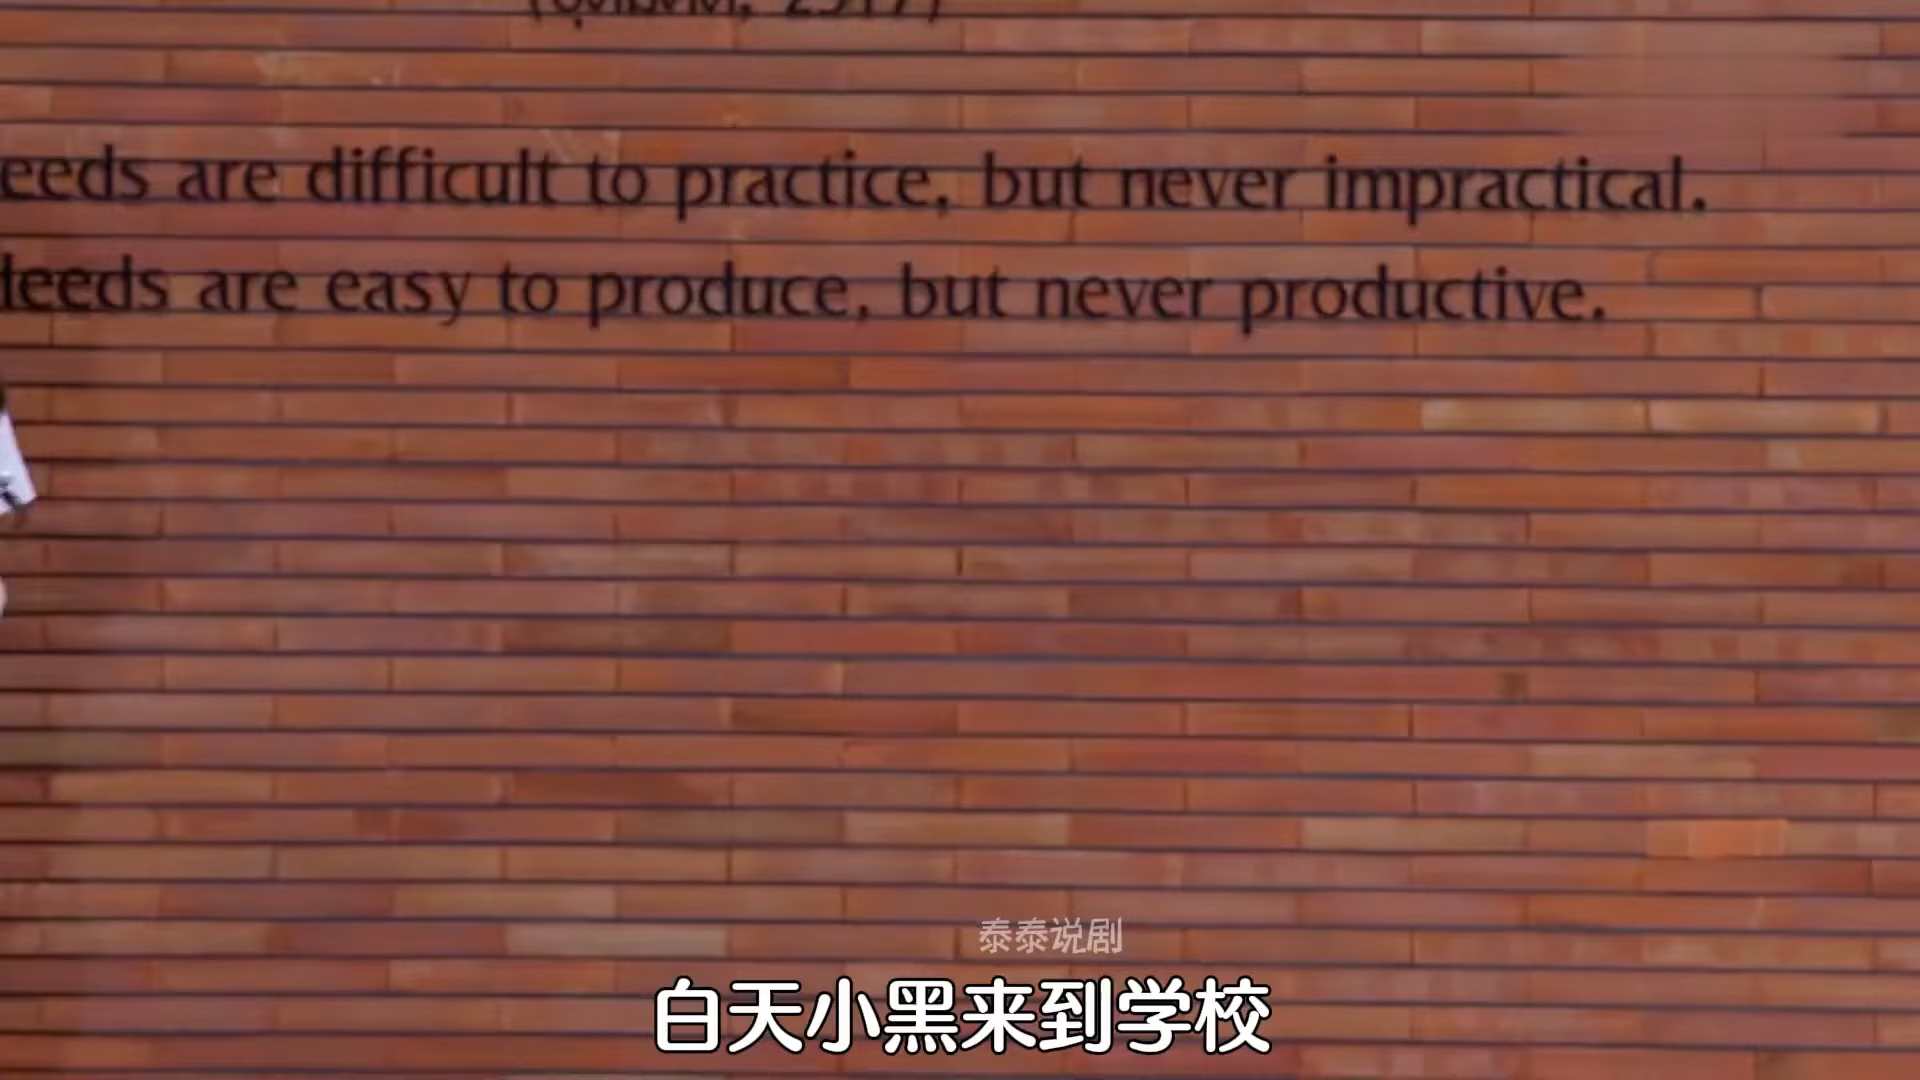 eeds are difficult to practice, but never impractical.
leeds are easy to produce, but never productive.
泰泰说剧
白天小黑来到学校